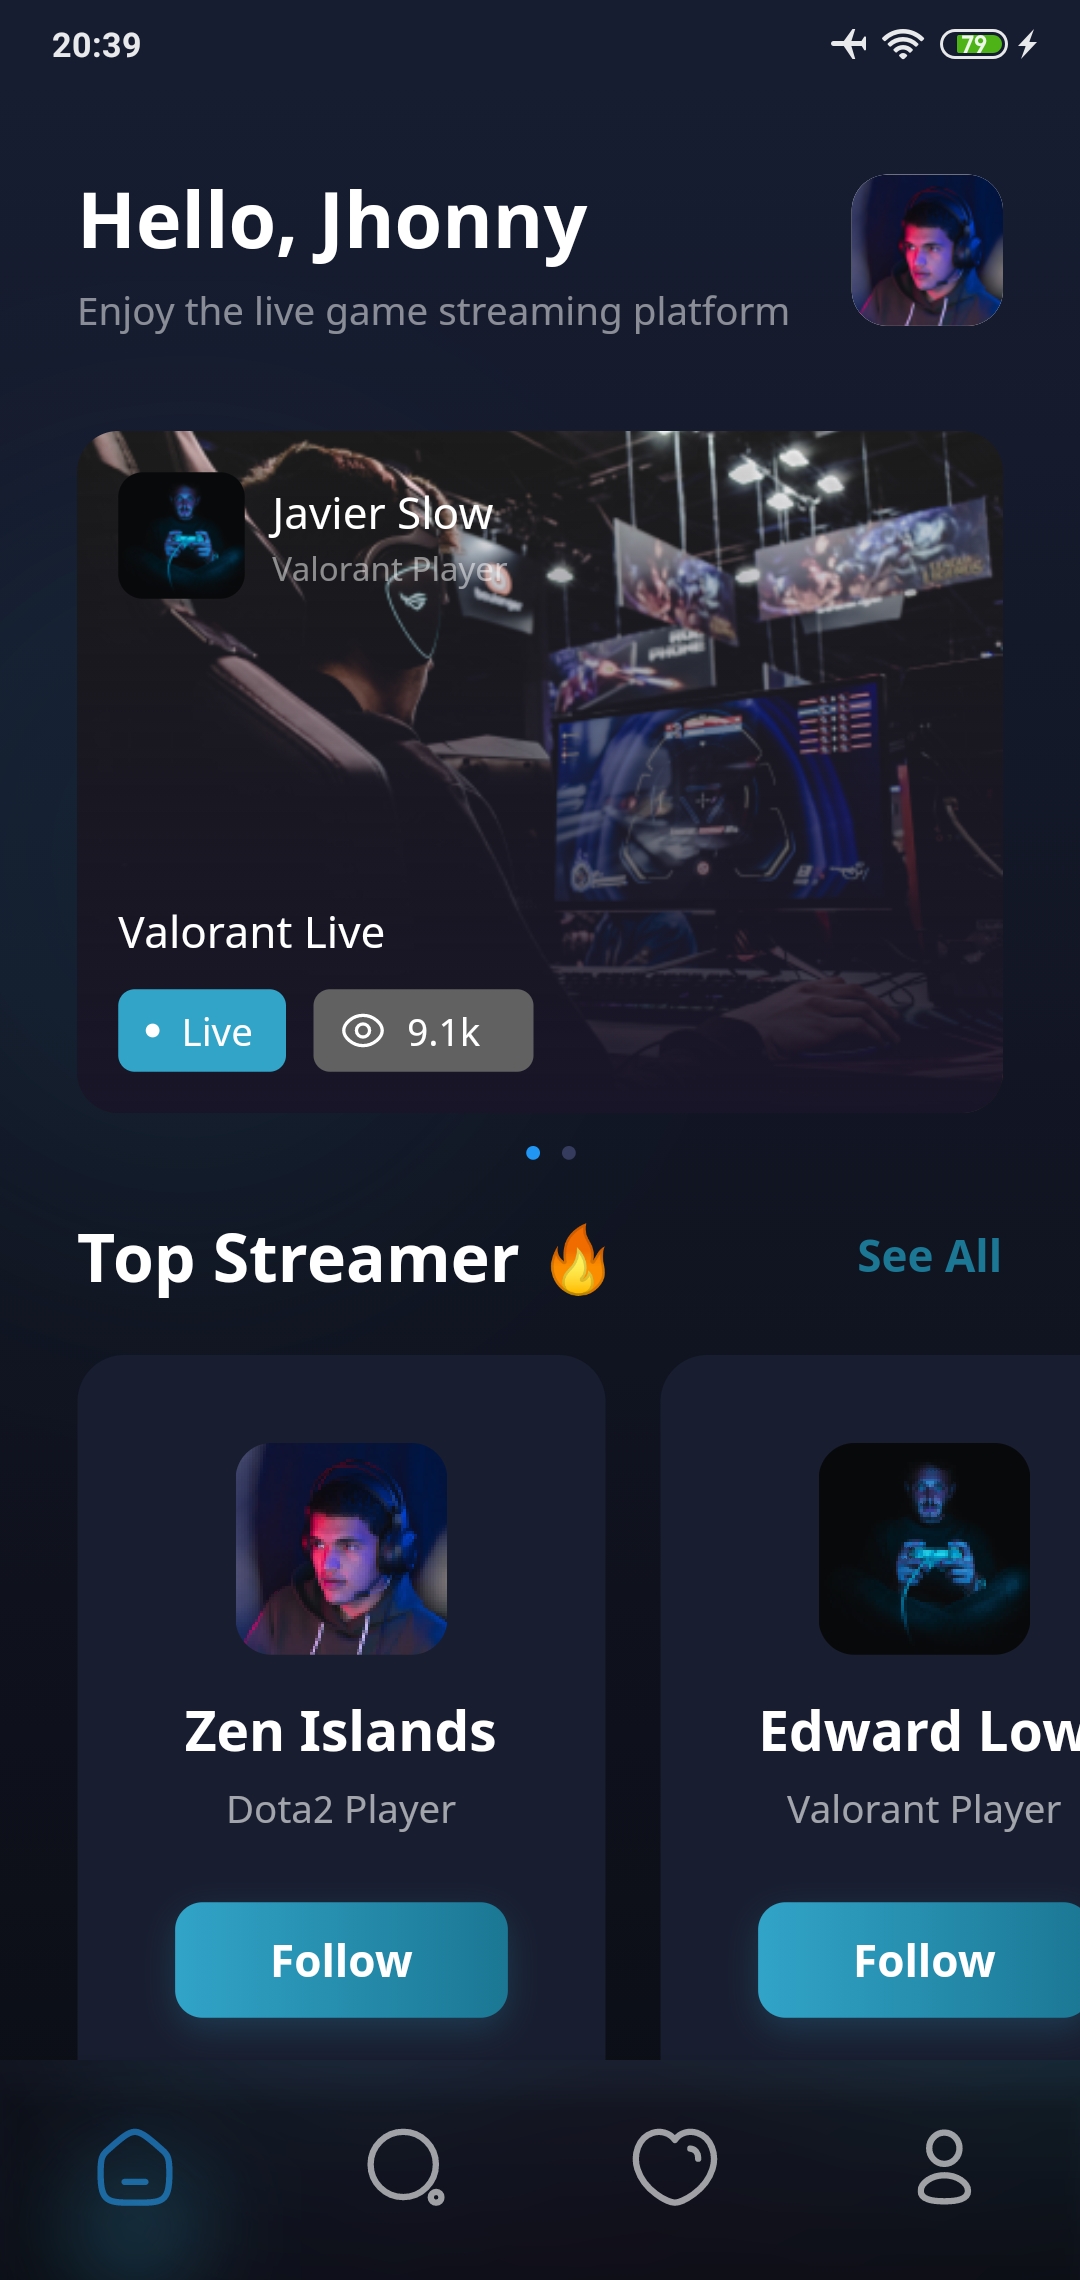 20:39
79
Hello, Jhonny
Enjoy the live game streaming platform
Javier Slow
Valorant Player
Valorant Live
Live
9.1k
Top Streamer 🔥
See All
Zen Islands
Dota2 Player
Follow
Edward Low
Valorant Player
Follow